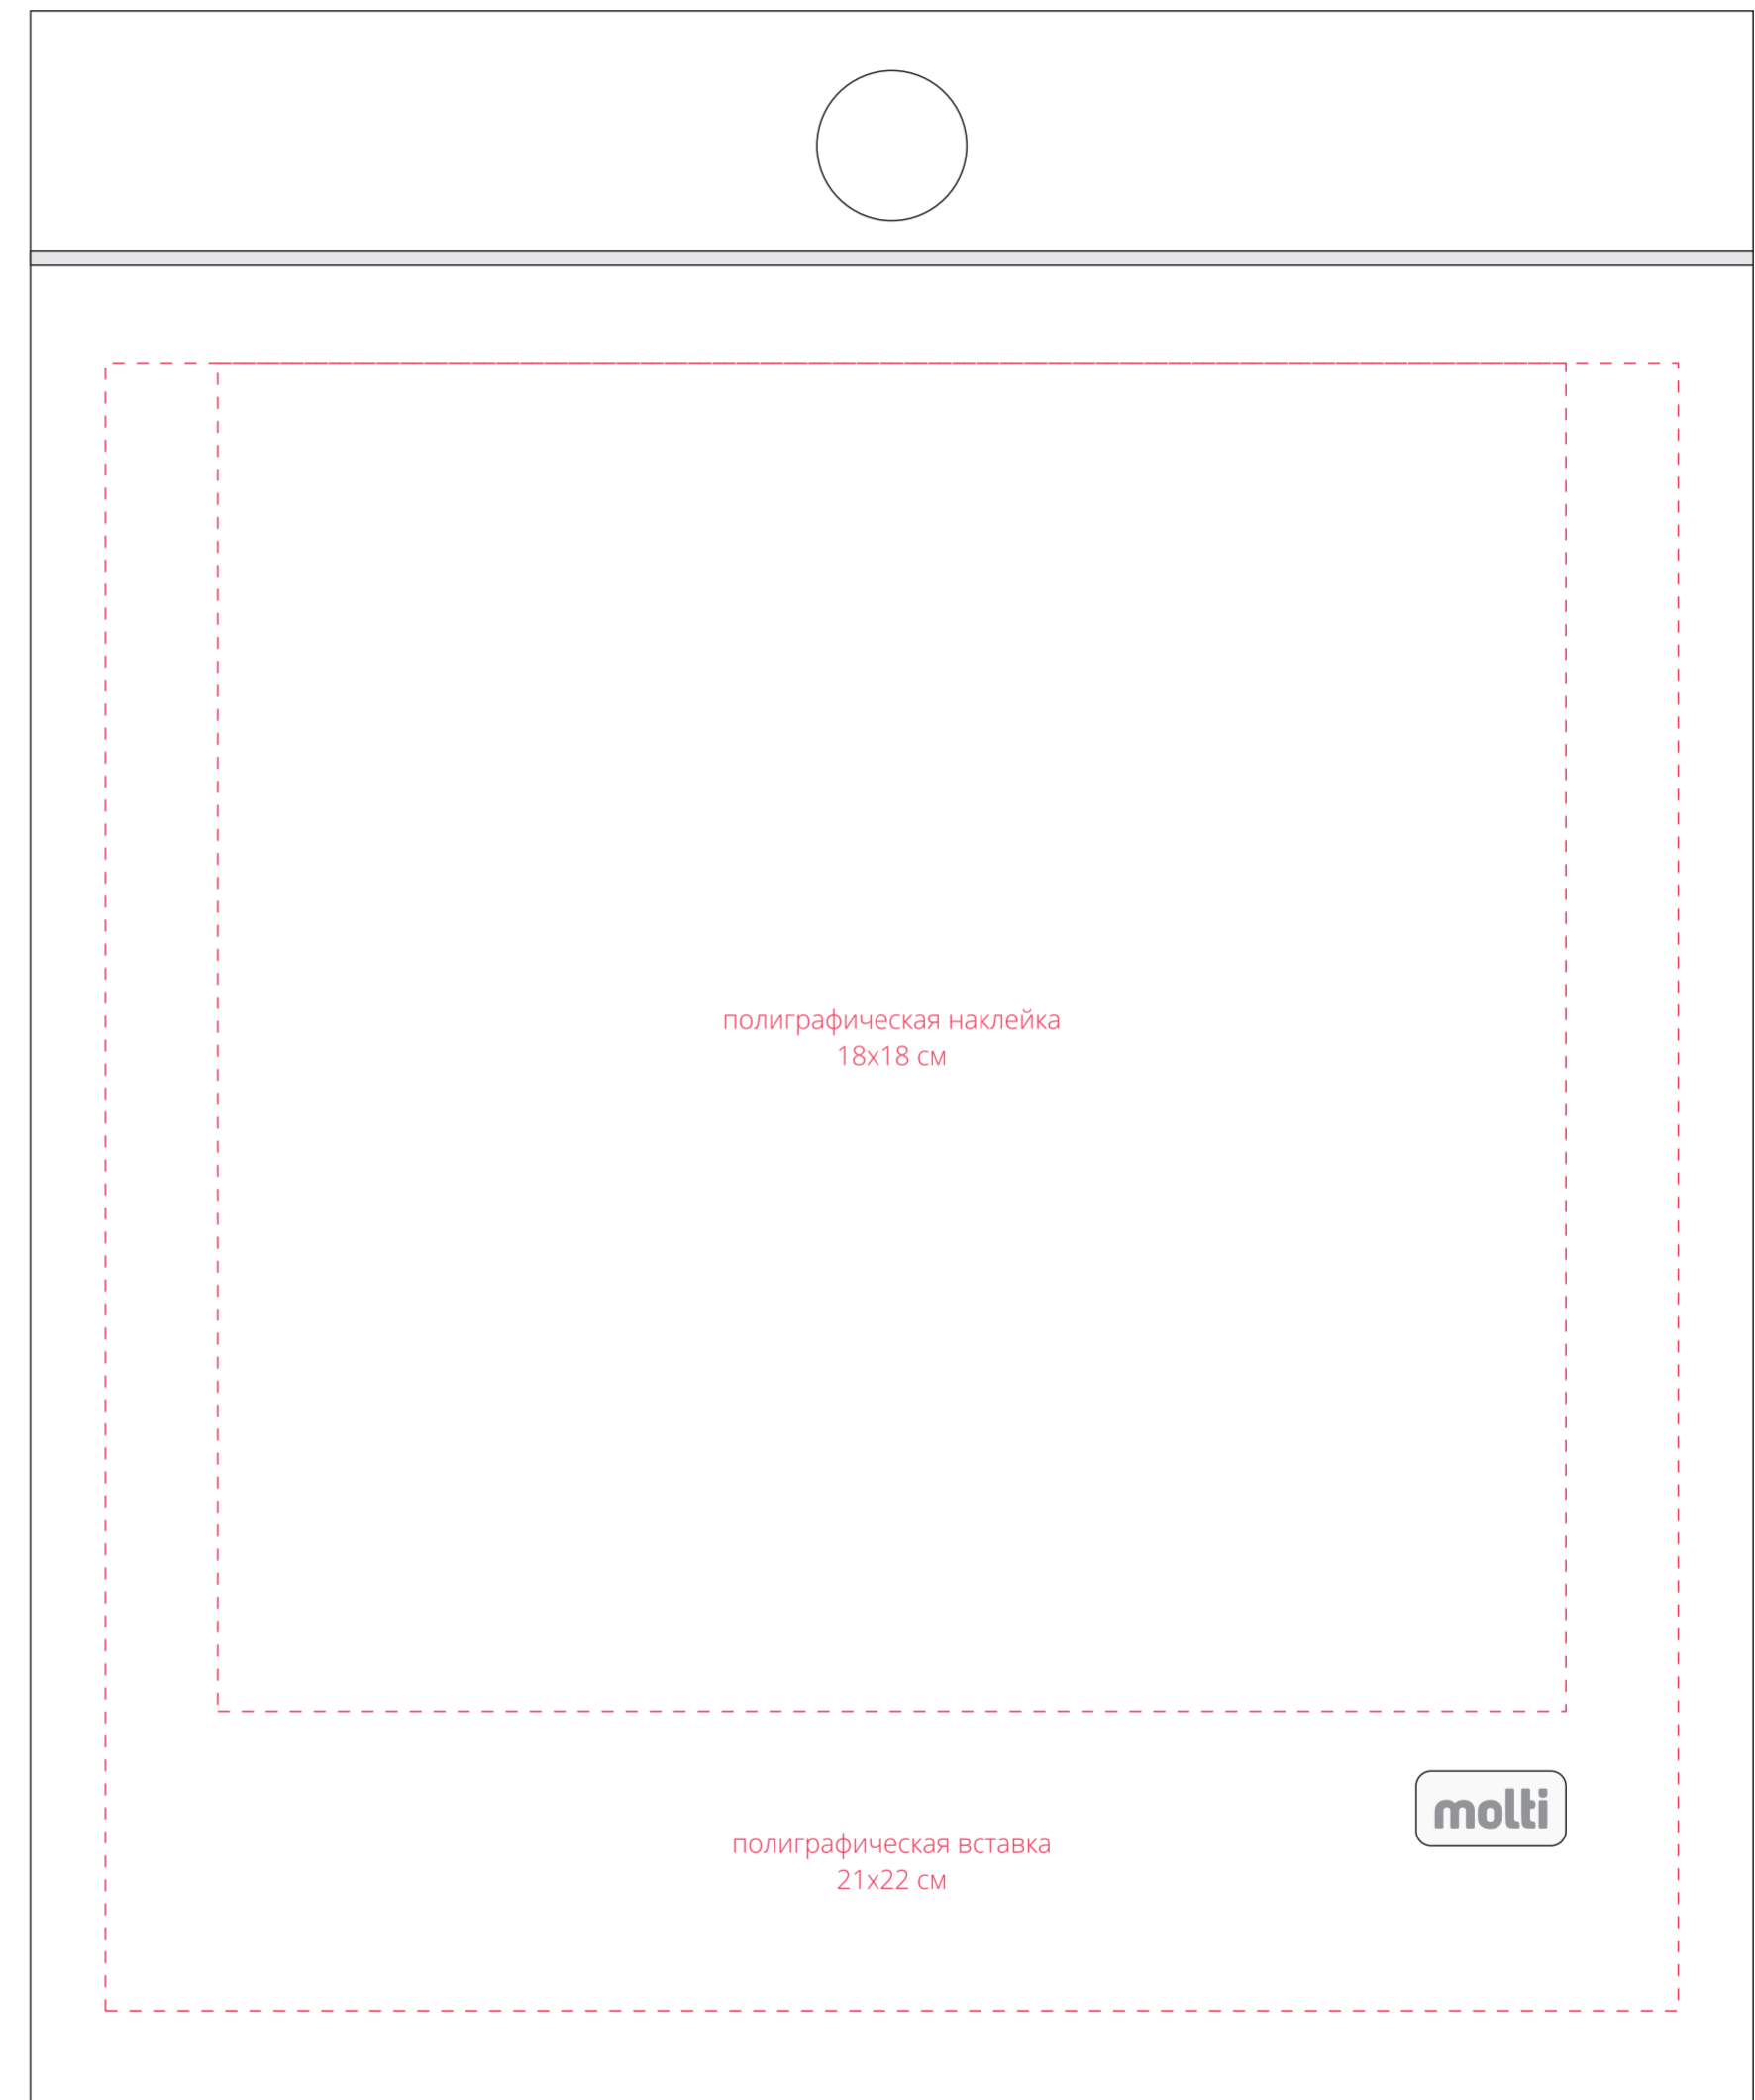 полиграфическая наклейка
18х18 см
molti
полиграфическая вставка
21х22 см